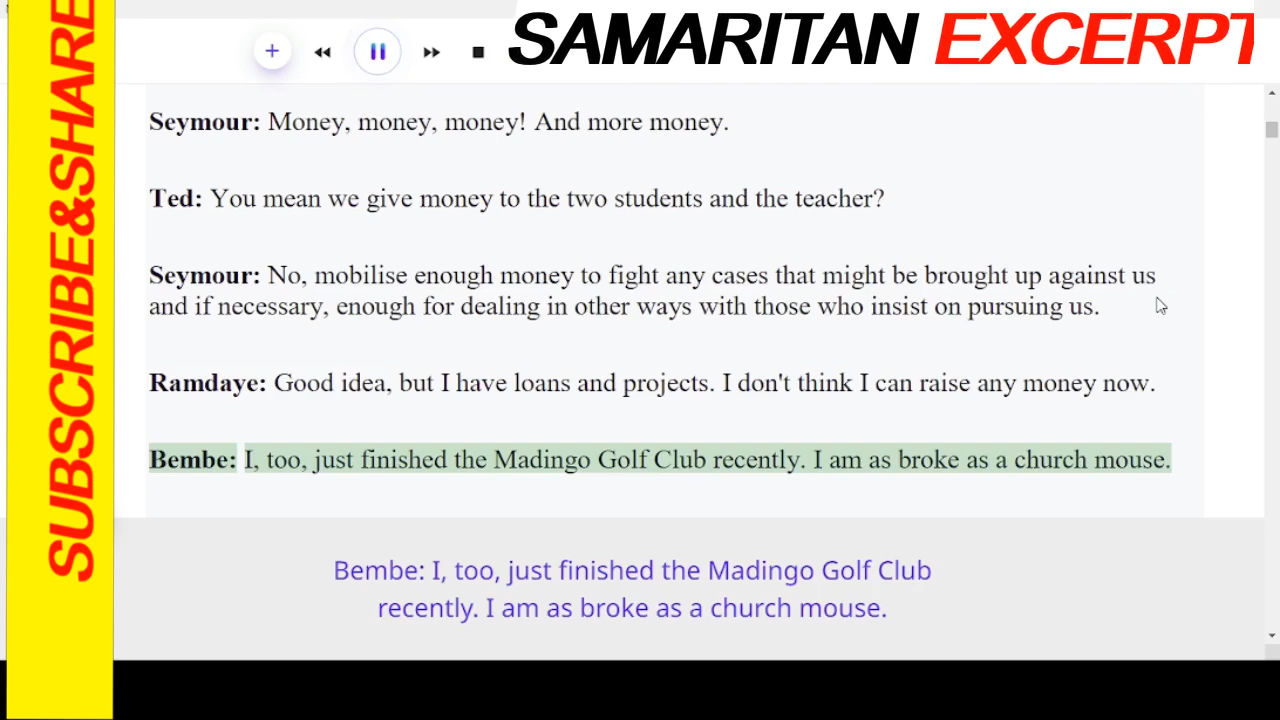 SUBSCRIBE&SHARE
SAMARITAN EXCERPT
Seymour: Money, money, money! And more money.
Ted: You mean we give money to the two students and the teacher?
Seymour: No, mobilise enough money to fight any cases that might be brought up against us
and if necessary, enough for dealing in other ways with those who insist on pursuing us.
Ramdaye: Good idea, but I have loans and projects. I don't think I can raise any money now.
Bembe: I, too, just finished the Madingo Golf Club recently. I am as broke as a church mouse.
Bembe: I, too, just finished the Madingo Golf Club
recently. I am as broke as a church mouse.